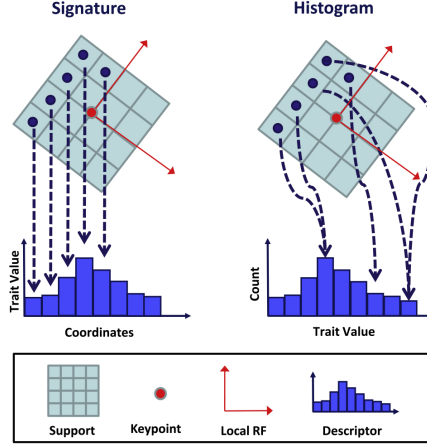 Signature
Histogram
Trait Value
Coordinates
Count
Trait Value
Support
Keypoint
Local RF
Descriptor